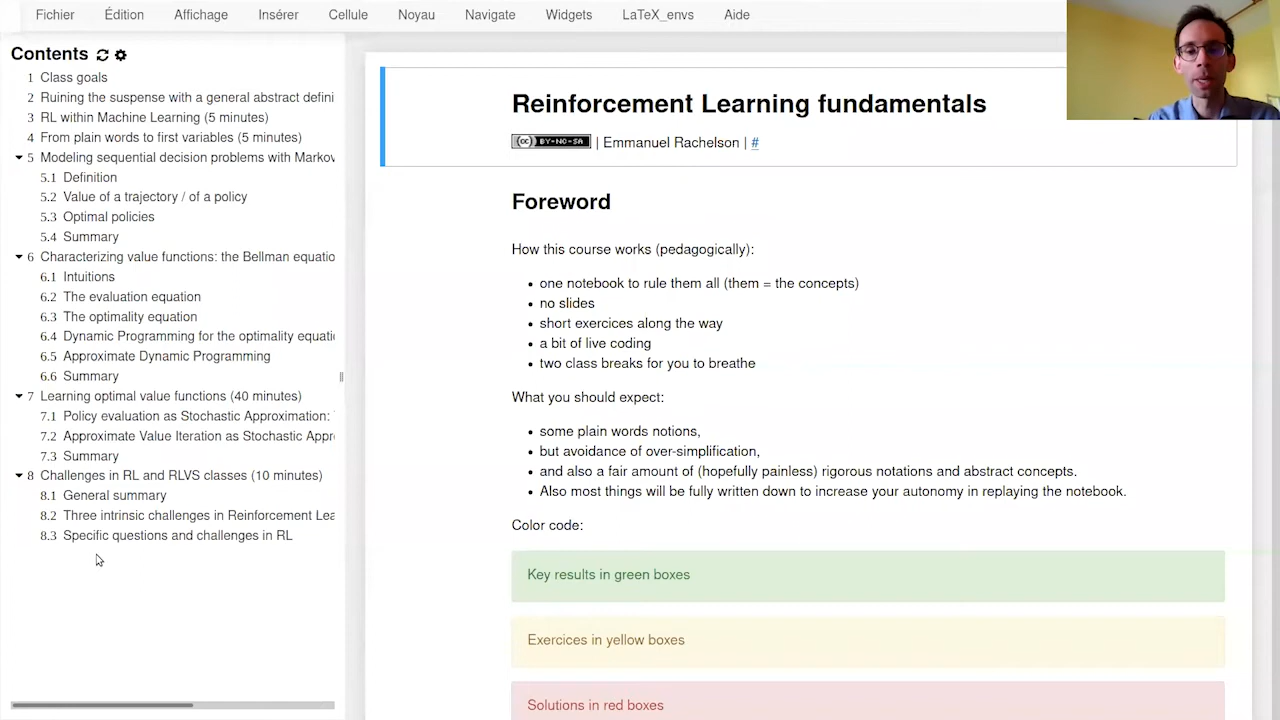 Fichier Édition Affichage Insérer Cellule Noyau Navigate Widgets LaTeX_envs Aide
Contents
1 Class goals
2 Ruining the suspense with a general abstract defini
3 RL within Machine Learning (5 minutes)
4 From plain words to first variables (5 minutes)
5 Modeling sequential decision problems with Markov
5.1 Definition
5.2 Value of a trajectory / of a policy
5.3 Optimal policies
5.4 Summary
6 Characterizing value functions: the Bellman equatio
6.1 Intuitions
6.2 The evaluation equation
6.3 The optimality equation
6.4 Dynamic Programming for the optimality equati
6.5 Approximate Dynamic Programming
6.6 Summary
7 Learning optimal value functions (40 minutes)
7.1 Policy evaluation as Stochastic Approximation:
7.2 Approximate Value Iteration as Stochastic Appr
7.3 Summary
8 Challenges in RL and RLVS classes (10 minutes)
8.1 General summary
8.2 Three intrinsic challenges in Reinforcement Lea
8.3 Specific questions and challenges in RL
Reinforcement Learning fundamentals
(cc) BY-NC-SA | Emmanuel Rachelson | #
Foreword
How this course works (pedagogically):
• one notebook to rule them all (them = the concepts)
• no slides
• short exercices along the way
• a bit of live coding
• two class breaks for you to breathe
What you should expect:
• some plain words notions,
• but avoidance of over-simplification,
• and also a fair amount of (hopefully painless) rigorous notations and abstract concepts.
• Also most things will be fully written down to increase your autonomy in replaying the notebook.
Color code:
Key results in green boxes
Exercices in yellow boxes
Solutions in red boxes